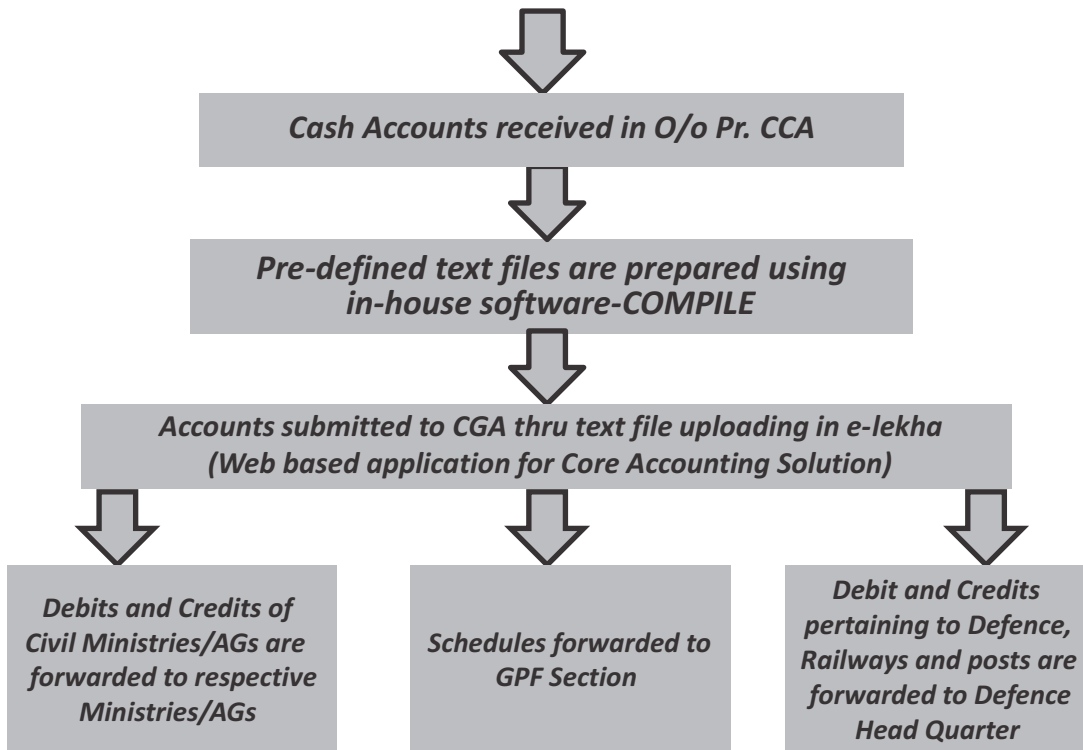 Cash Accounts received in O/o Pr. CCA
Pre-defined text files are prepared using
in-house software-COMPILE
Accounts submitted to CGA thru text file uploading in e-lekha
(Web based application for Core Accounting Solution)
Debits and Credits of
Civil Ministries/AGs are
forwarded to respective
Ministries/AGs
Schedules forwarded to
GPF Section
Debit and Credits
pertaining to Defence,
Railways and posts are
forwarded to Defence
Head Quarter